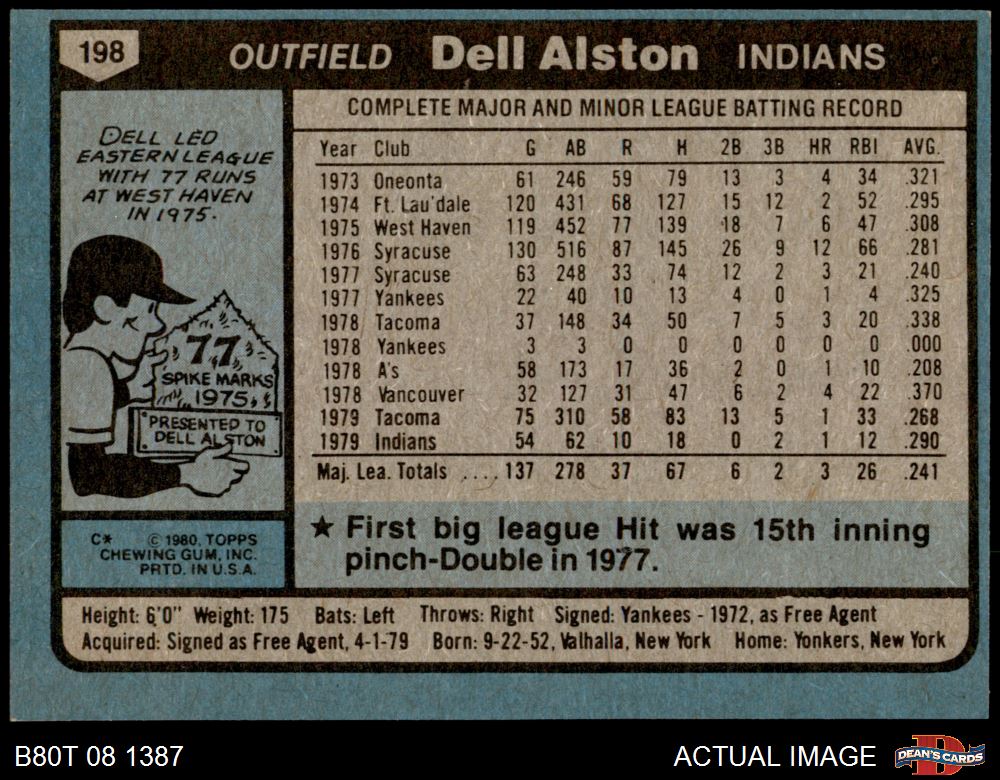 198
OUTFIELD Dell Alston INDIANS
DELL LED
EASTERN LEAGUE
WITH 77 RUNS
AT WEST HAVEN
IN 1975.
77
SPIKE MARKS
1975
PRESENTED TO
DELL ALSTON
C* © 1980, TOPPS
CHEWING GUM, INC.
PRTD. IN U.S.A.
COMPLETE MAJOR AND MINOR LEAGUE BATTING RECORD
Year Club G AB R H 2B 3B HR RBI AVG.
1973 Oneonta 61 246 59 79 13 3 4 34 .321
1974 Ft. Lau'dale 120 431 68 127 15 12 2 52 .295
1975 West Haven 119 452 77 139 18 7 6 47 .308
1976 Syracuse 130 516 87 145 26 9 12 66 .281
1977 Syracuse 63 248 33 74 12 2 3 21 .240
1977 Yankees 22 40 10 13 4 0 1 4 .325
1978 Tacoma 37 148 34 50 7 5 3 20 .338
1978 Yankees 3 3 0 0 0 0 0 0 .000
1978 A's 58 173 17 36 2 0 1 10 .208
1978 Vancouver 32 127 31 47 6 2 4 22 .370
1979 Tacoma 75 310 58 83 13 5 1 33 .268
1979 Indians 54 62 10 18 0 2 1 12 .290
Maj. Lea. Totals .... 137 278 37 67 6 2 3 26 .241
★ First big league Hit was 15th inning
pinch-Double in 1977.
Height: 6'0" Weight: 175 Bats: Left Throws: Right Signed: Yankees - 1972, as Free Agent
Acquired: Signed as Free Agent, 4-1-79 Born: 9-22-52, Valhalla, New York Home: Yonkers, New York
B80T 08 1387 ACTUAL IMAGE DEAN'S CARDS